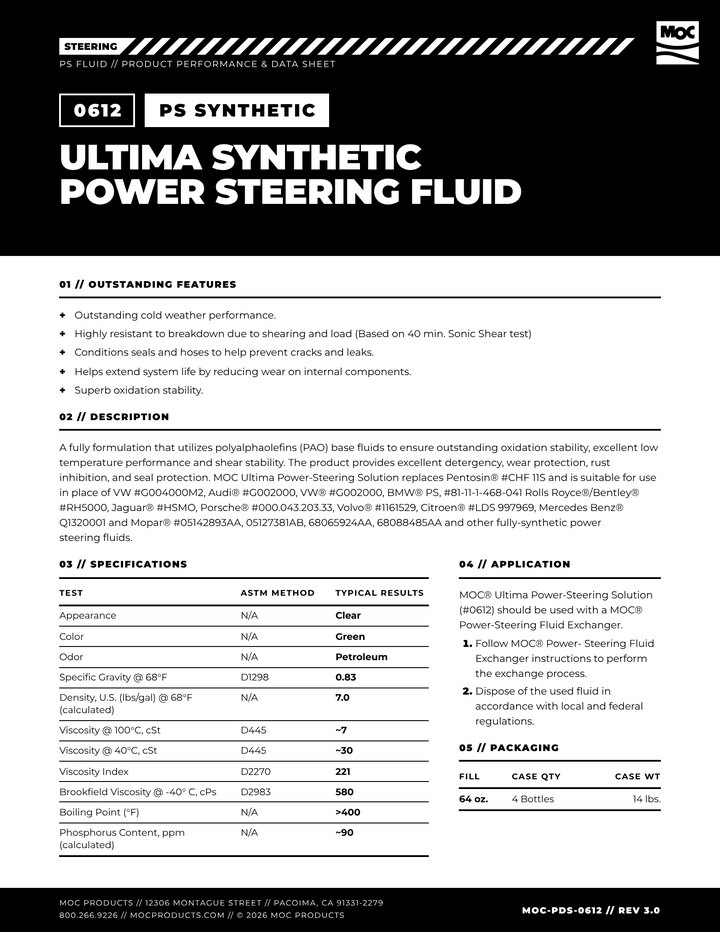 STEERING
MOC
PS FLUID // PRODUCT PERFORMANCE & DATA SHEET
0612 PS SYNTHETIC
ULTIMA SYNTHETIC
POWER STEERING FLUID
01 // OUTSTANDING FEATURES
+ Outstanding cold weather performance.
+ Highly resistant to breakdown due to shearing and load (Based on 40 min. Sonic Shear test)
+ Conditions seals and hoses to help prevent cracks and leaks.
+ Helps extend system life by reducing wear on internal components.
+ Superb oxidation stability.
02 // DESCRIPTION
A fully formulation that utilizes polyalphaolefins (PAO) base fluids to ensure outstanding oxidation stability, excellent low
temperature performance and shear stability. The product provides excellent detergency, wear protection, rust
inhibition, and seal protection. MOC Ultima Power-Steering Solution replaces Pentosin® #CHF 11S and is suitable for use
in place of VW #G004000M2, Audi® #G002000, VW® #G002000, BMW® PS, #81-11-1-468-041 Rolls Royce®/Bentley®
#RH5000, Jaguar® #HSMO, Porsche® #000.043.203.33, Volvo® #1161529, Citroen® #LDS 997969, Mercedes Benz®
Q1320001 and Mopar® #05142893AA, 05127381AB, 68065924AA, 68088485AA and other fully-synthetic power
steering fluids.
03 // SPECIFICATIONS
TEST ASTM METHOD TYPICAL RESULTS
Appearance N/A Clear
Color N/A Green
Odor N/A Petroleum
Specific Gravity @ 68°F D1298 0.83
Density, U.S. (lbs/gal) @ 68°F N/A 7.0
(calculated)
Viscosity @ 100°C, cSt D445 ~7
Viscosity @ 40°C, cSt D445 ~30
Viscosity Index D2270 221
Brookfield Viscosity @ -40° C, cPs D2983 580
Boiling Point (°F) N/A >400
Phosphorus Content, ppm N/A ~90
(calculated)
04 // APPLICATION
MOC® Ultima Power-Steering Solution
(#0612) should be used with a MOC®
Power-Steering Fluid Exchanger.
1. Follow MOC® Power- Steering Fluid
Exchanger instructions to perform
the exchange process.
2. Dispose of the used fluid in
accordance with local and federal
regulations.
05 // PACKAGING
FILL CASE QTY CASE WT
64 oz. 4 Bottles 14 lbs.
MOC PRODUCTS // 12306 MONTAGUE STREET // PACOIMA, CA 91331-2279
800.266.9226 // MOCPRODUCTS.COM // © 2026 MOC PRODUCTS
MOC-PDS-0612 // REV 3.0